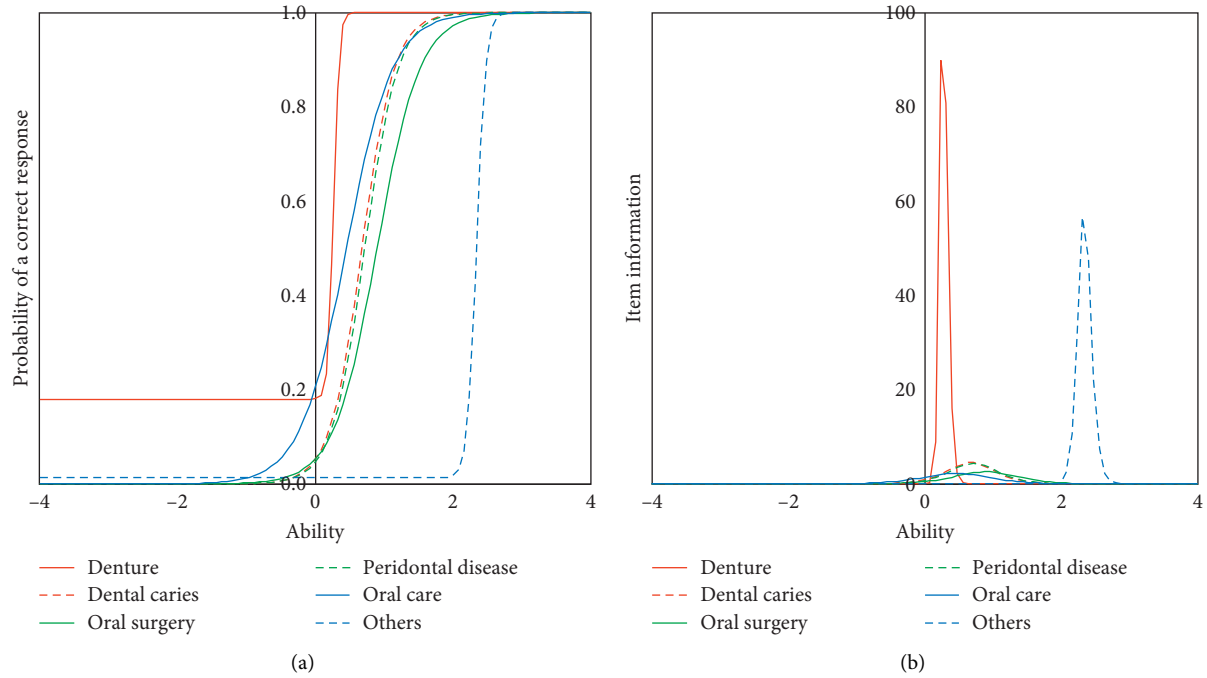 Probability of a correct response
1.0
0.8
0.6
0.4
0.2
0.0
−4
−2
0
2
4
Ability
Denture
Dental caries
Oral surgery
Peridontal disease
Oral care
Others
(a)
Item information
100
80
60
40
20
0
−4
−2
0
2
4
Ability
Denture
Dental caries
Oral surgery
Peridontal disease
Oral care
Others
(b)